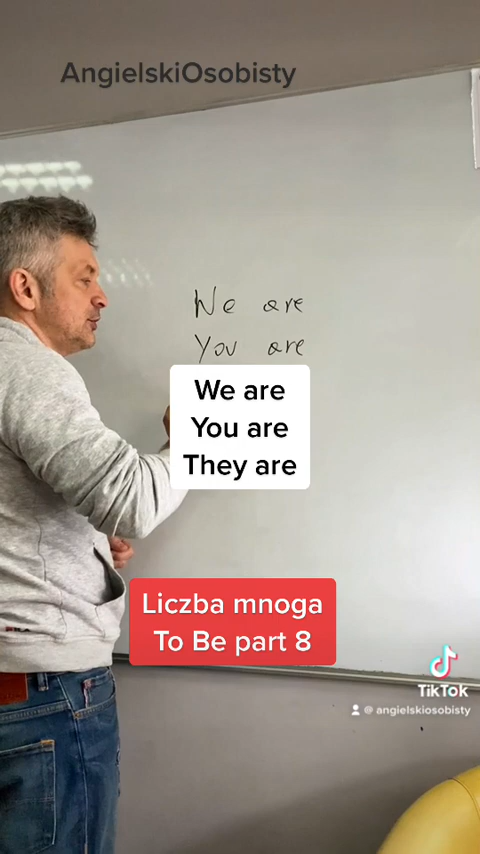 AngielskiOsobisty
We are
You are
We are
You are
They are
Liczba mnoga
To Be part 8
TikTok
@ angielskiosobisty